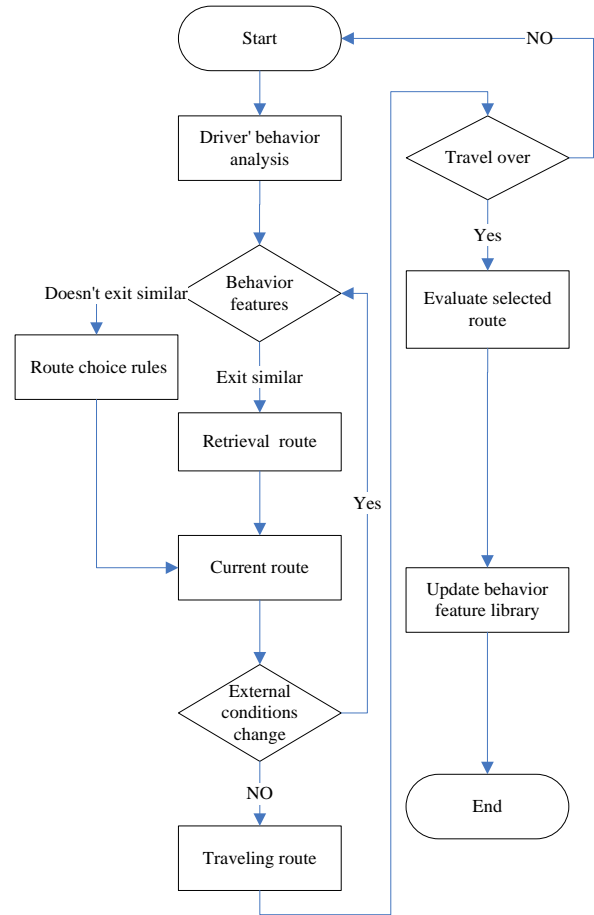 Start
NO
Driver' behavior
analysis
Travel over
Yes
Behavior
features
Doesn't exit similar
Evaluate selected
route
Route choice rules
Exit similar
Retrieval route
Yes
Current route
Update behavior
feature library
External
conditions
change
NO
End
Traveling route